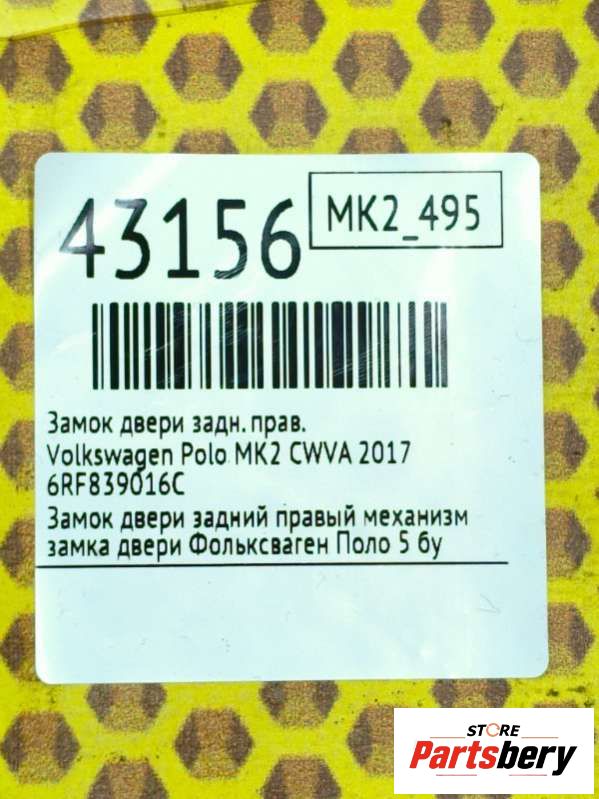 43156
MK2_495
Замок двери задн. прав.
Volkswagen Polo MK2 CWVA 2017
6RF839016C
Замок двери задний правый механизм
замка двери Фольксваген Поло 5 бу
STORE
Partsbery